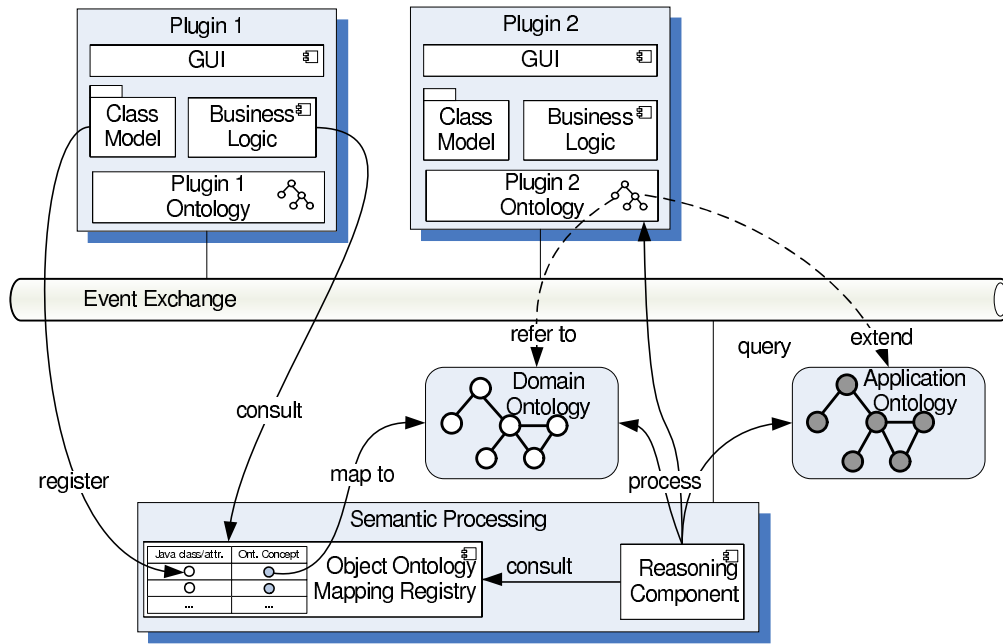 Plugin 1
GUI
Class
Model
Business
Logic
Plugin 1
Ontology
Plugin 2
GUI
Class
Model
Business
Logic
Plugin 2
Ontology
Event Exchange
refer to
query
extend
Domain
Ontology
Application
Ontology
consult
register
map to
process
Semantic Processing
Java class/attr.
Ont. Concept
...
...
Object Ontology
Mapping Registry
consult
Reasoning
Component